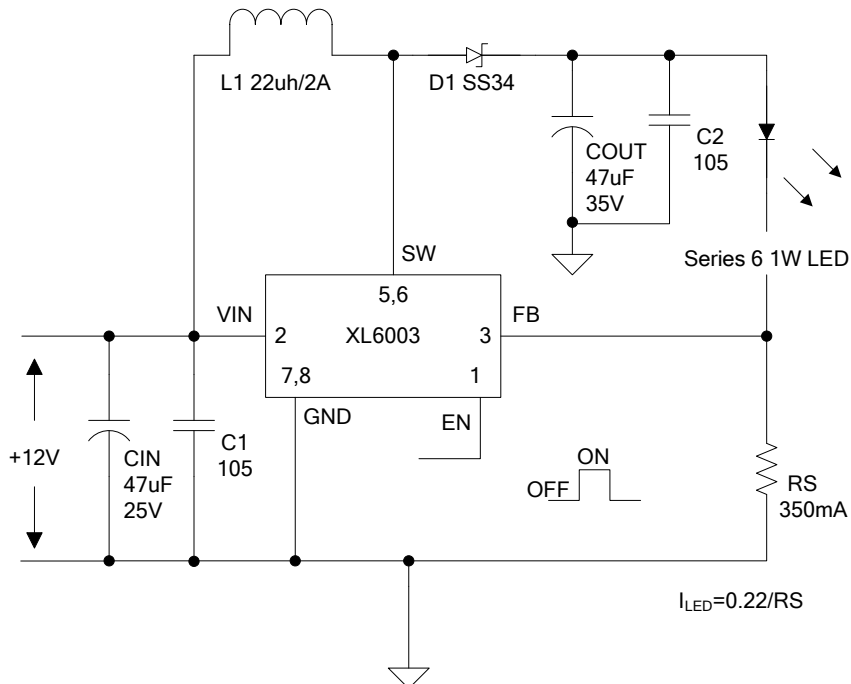 L1 22uh/2A
D1 SS34
COUT
47uF
35V
C2
105
SW
Series 6 1W LED
5,6
VIN
FB
2
XL6003
3
7,8
1
GND
EN
+12V
CIN
47uF
25V
C1
105
ON
OFF
RS
350mA
ILED=0.22/RS